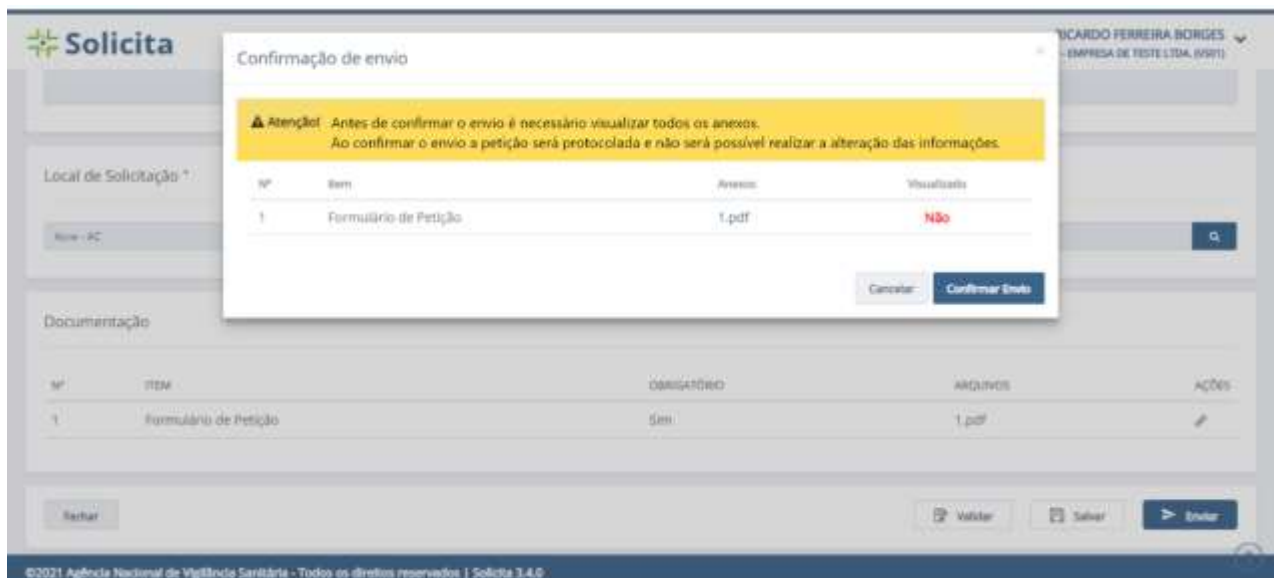 Solicita
RICARDO FERREIRA BORGES
- EMPRESA DE TESTE LTDA.
Confirmação de envio
Atenção! Antes de confirmar o envio é necessário visualizar todos os anexos.
Ao confirmar o envio a petição será protocolada e não será possível realizar a alteração das informações.
Nº Item Anexos Visualizado
1 Formulário de Petição 1.pdf Não
Cancelar Confirmar Envio
Local de Solicitação *
- AC
Documentação
Nº ITEM OBRIGATÓRIO ARQUIVOS AÇÕES
1 Formulário de Petição Sim 1.pdf
Fechar Validar Salvar Enviar
©2021 Agência Nacional de Vigilância Sanitária - Todos os direitos reservados | Solicita 3.4.0